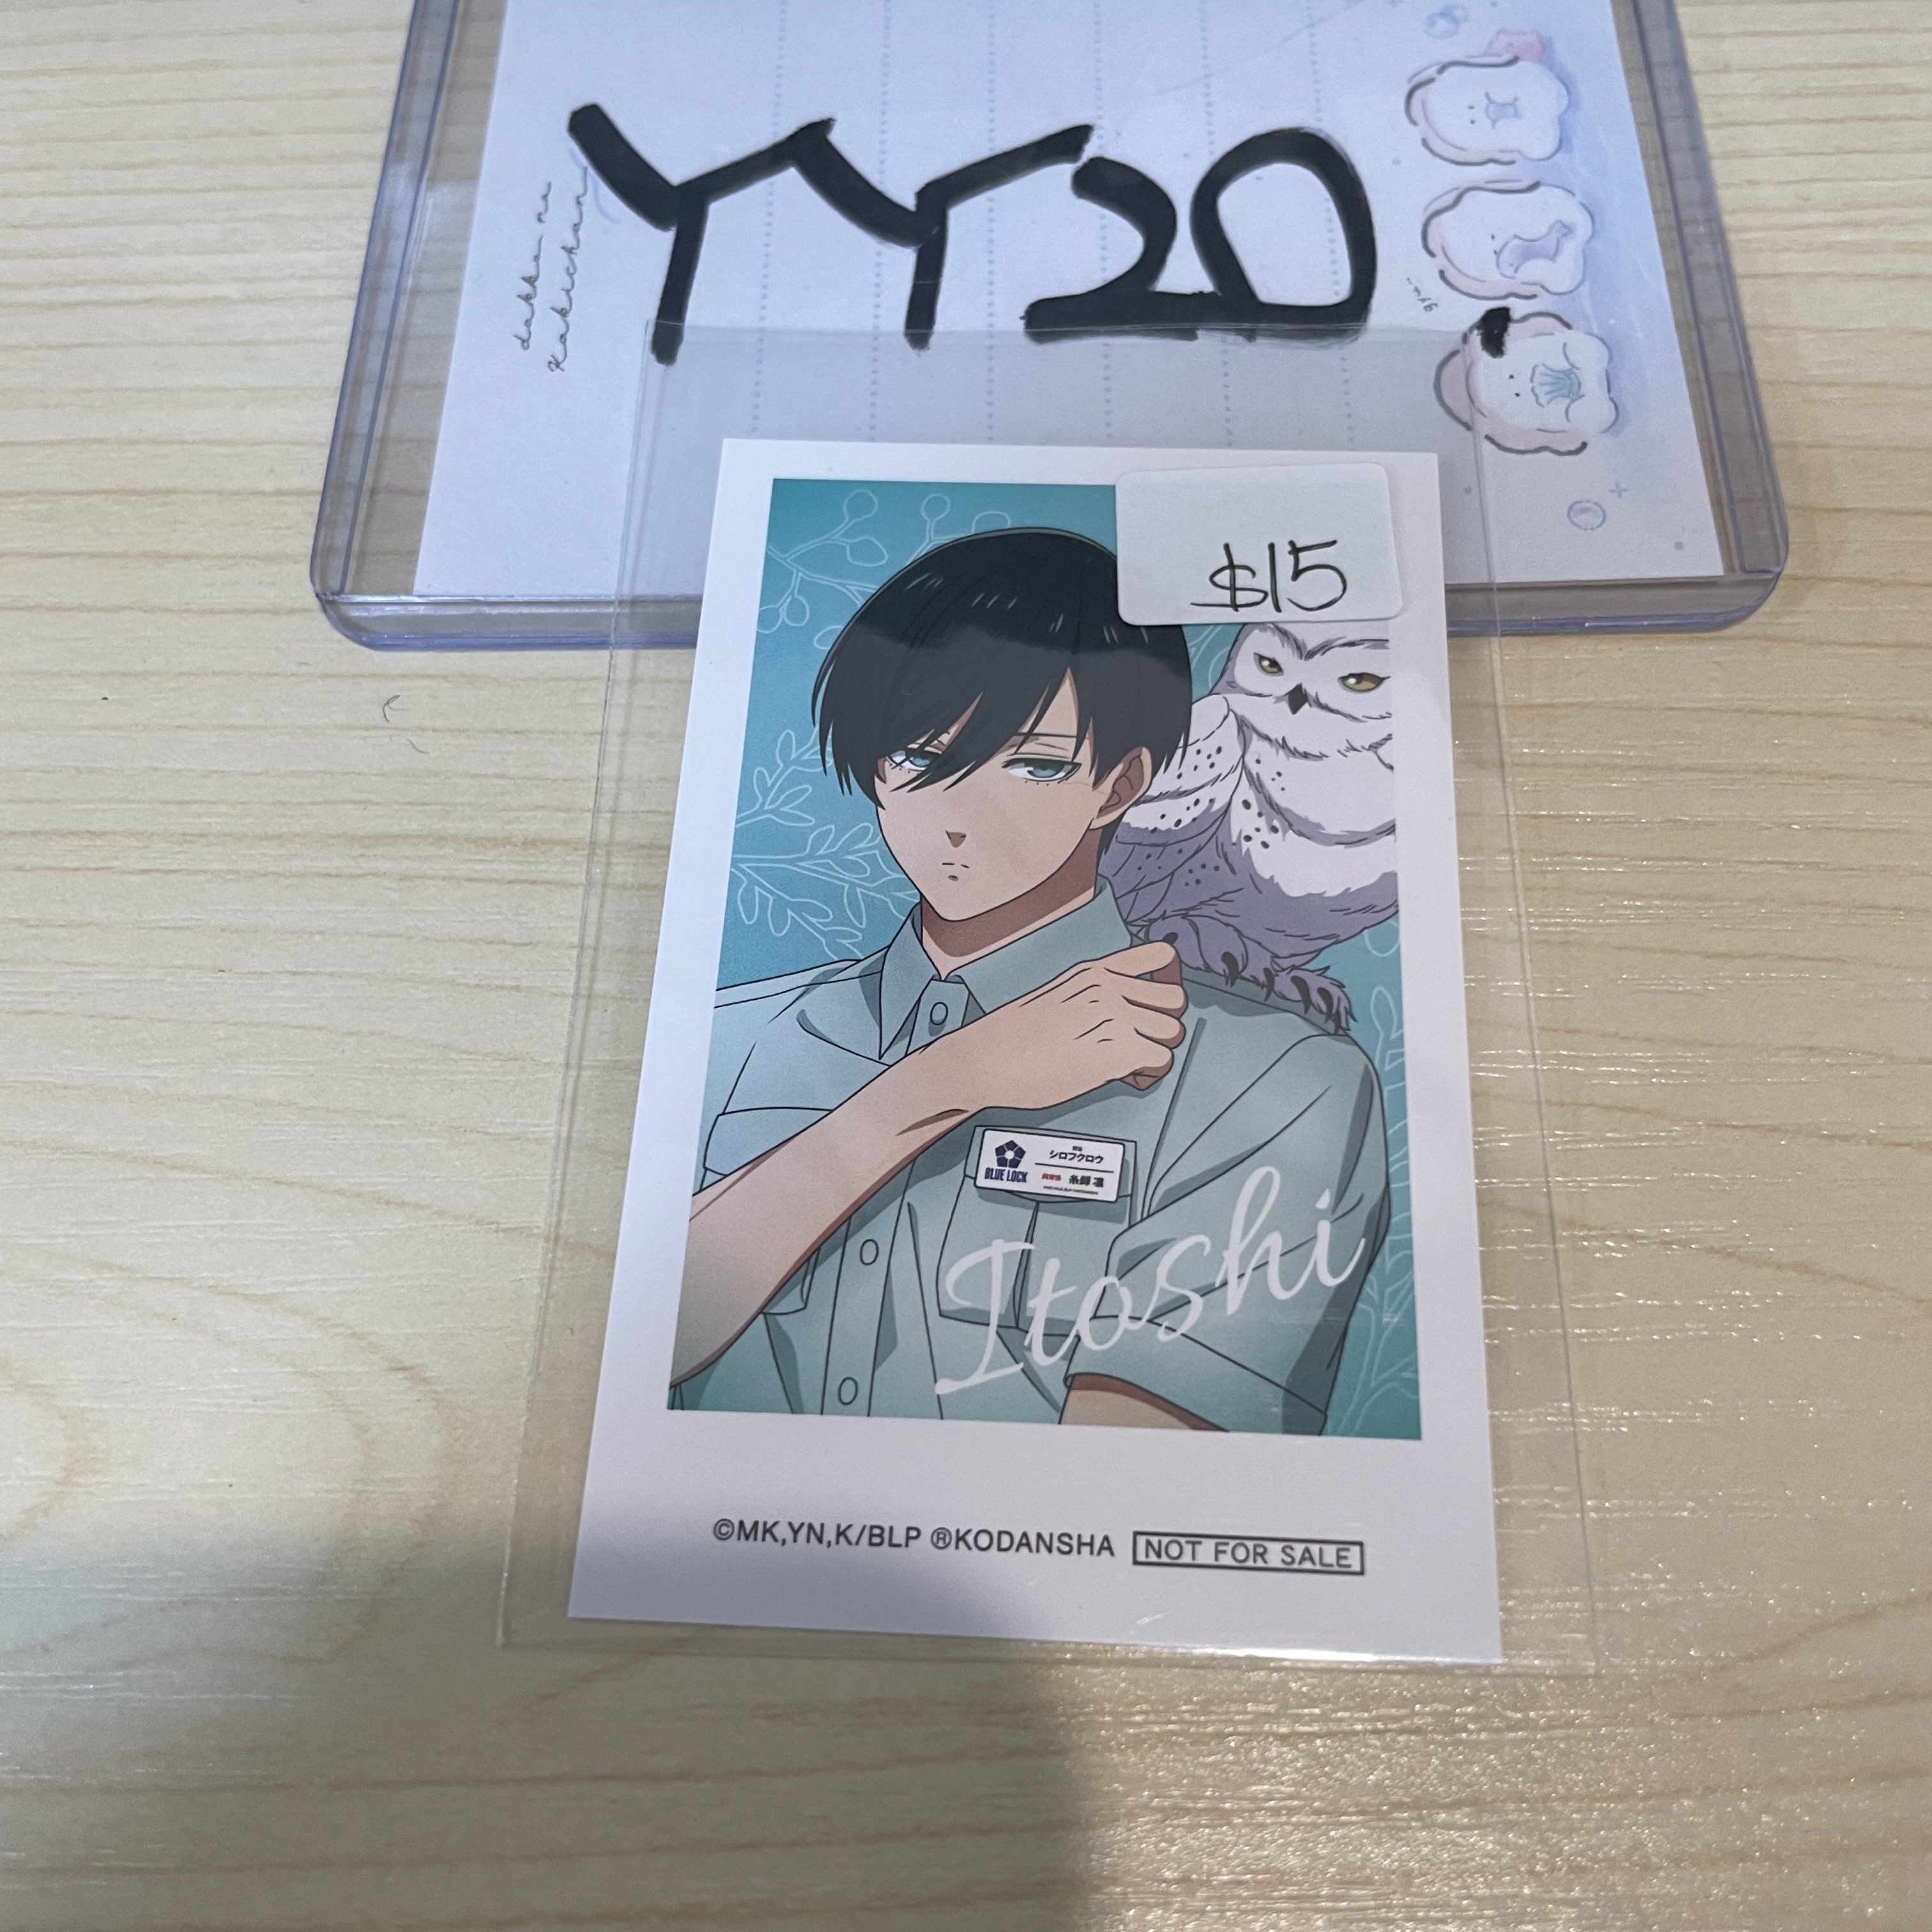 YY20
dakko no
Kakichan
gyu~
$15
BLUE LOCK
シロフクロウ
糸師 凛
Itoshi
©MK,YN,K/BLP ®KODANSHA NOT FOR SALE